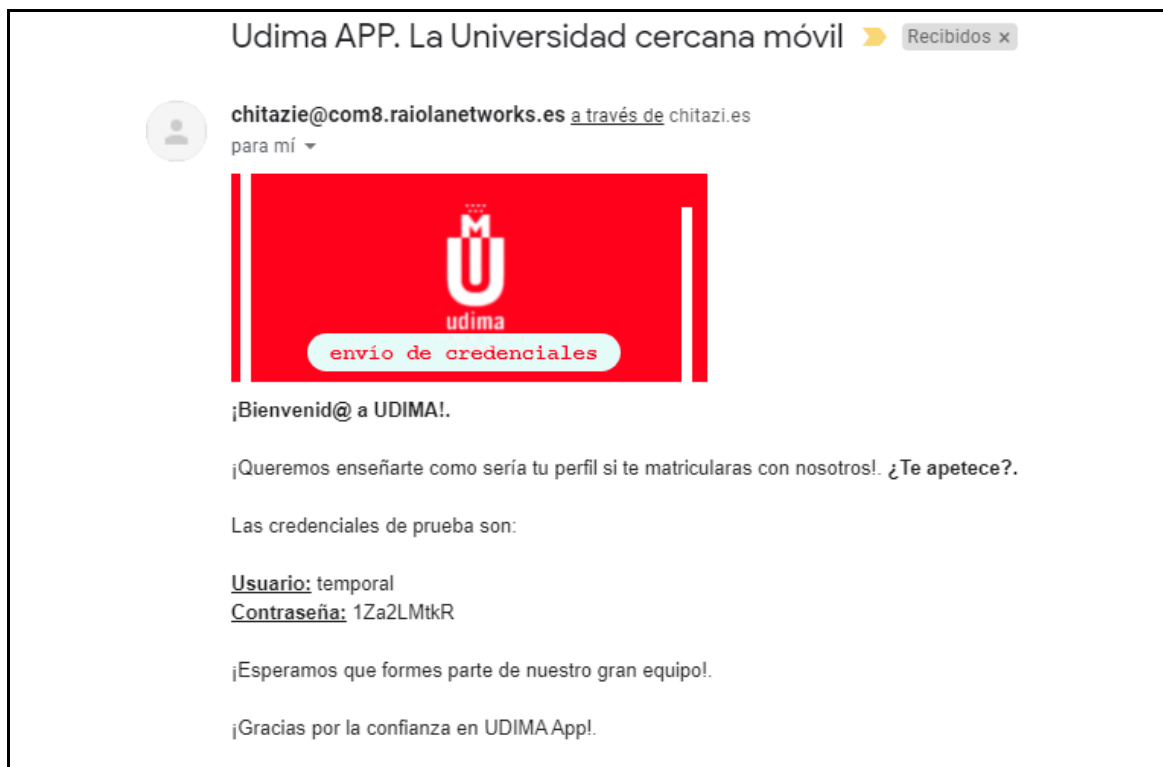 Udima APP. La Universidad cercana móvil Recibidos x
chitazie@com8.raiolanetworks.es a través de chitazi.es
para mí
UM
udima
envío de credenciales
¡Bienvenid@ a UDIMA!.
¡Queremos enseñarte como sería tu perfil si te matricularas con nosotros!. ¿Te apetece?.
Las credenciales de prueba son:
Usuario: temporal
Contraseña: 1Za2LMtkR
¡Esperamos que formes parte de nuestro gran equipo!.
¡Gracias por la confianza en UDIMA App!.